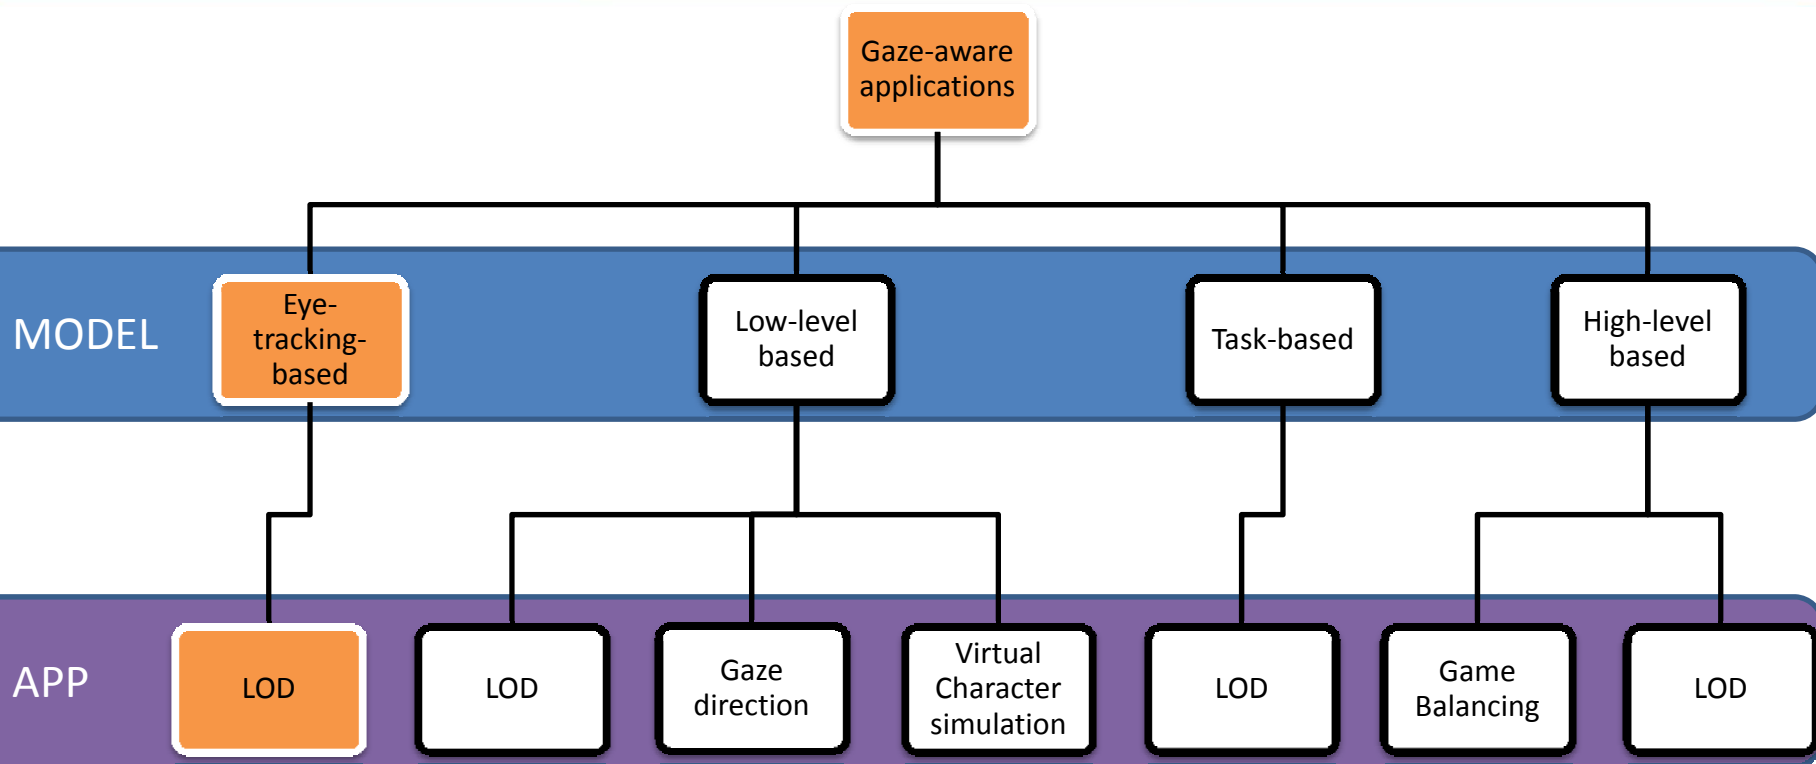 Gaze-aware
applications
MODEL
Eye-
tracking-
based
Low-level
based
Task-based
High-level
based
APP
LOD
LOD
Gaze
direction
Virtual
Character
simulation
LOD
Game
Balancing
LOD